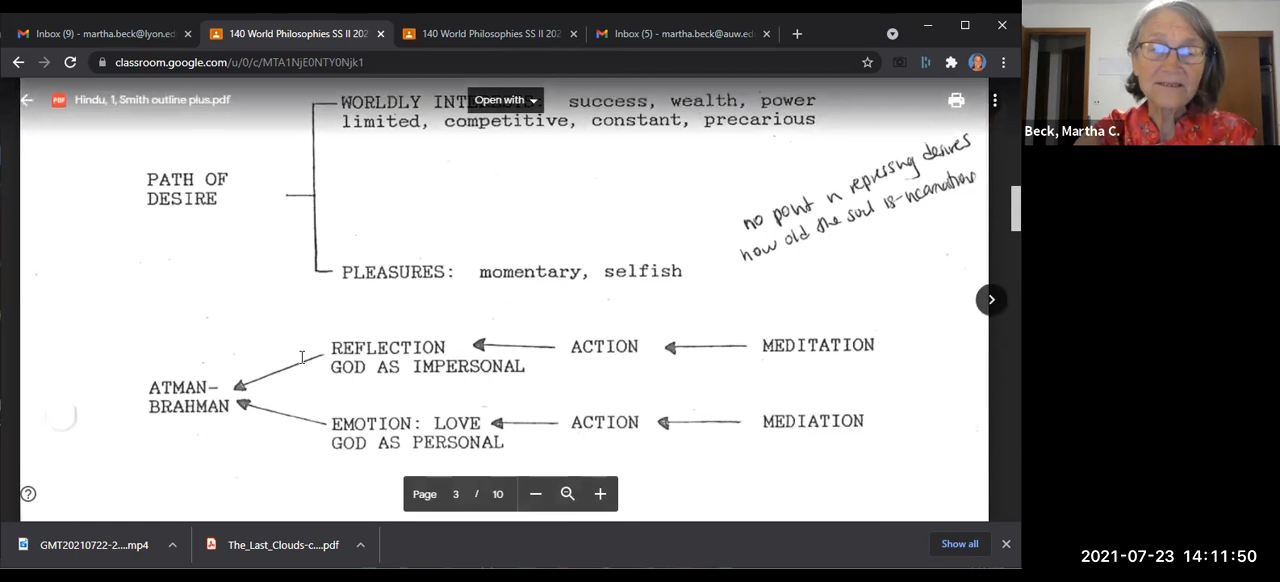 Inbox (9) - martha.beck@lyon.ed
140 World Philosophies SS II 202
140 World Philosophies SS II 202
Inbox (5) - martha.beck@auw.ed
classroom.google.com/u/0/c/MTA1NjE0NTY0Njk1
PDF Hindu, 1, Smith outline plus.pdf
Open with
WORLDLY success, wealth, power
limited, competitive, constant, precarious
PATH OF
DESIRE
no point in repressing desires
how old the soul is-incarnations
PLEASURES: momentary, selfish
REFLECTION ACTION MEDITATION
GOD AS IMPERSONAL
ATMAN-
BRAHMAN
EMOTION: LOVE ACTION MEDIATION
GOD AS PERSONAL
Page 3 / 10
GMT20210722-2....mp4
The_Last_Clouds-c....pdf
Show all
Beck, Martha C.
2021-07-23 14:11:50